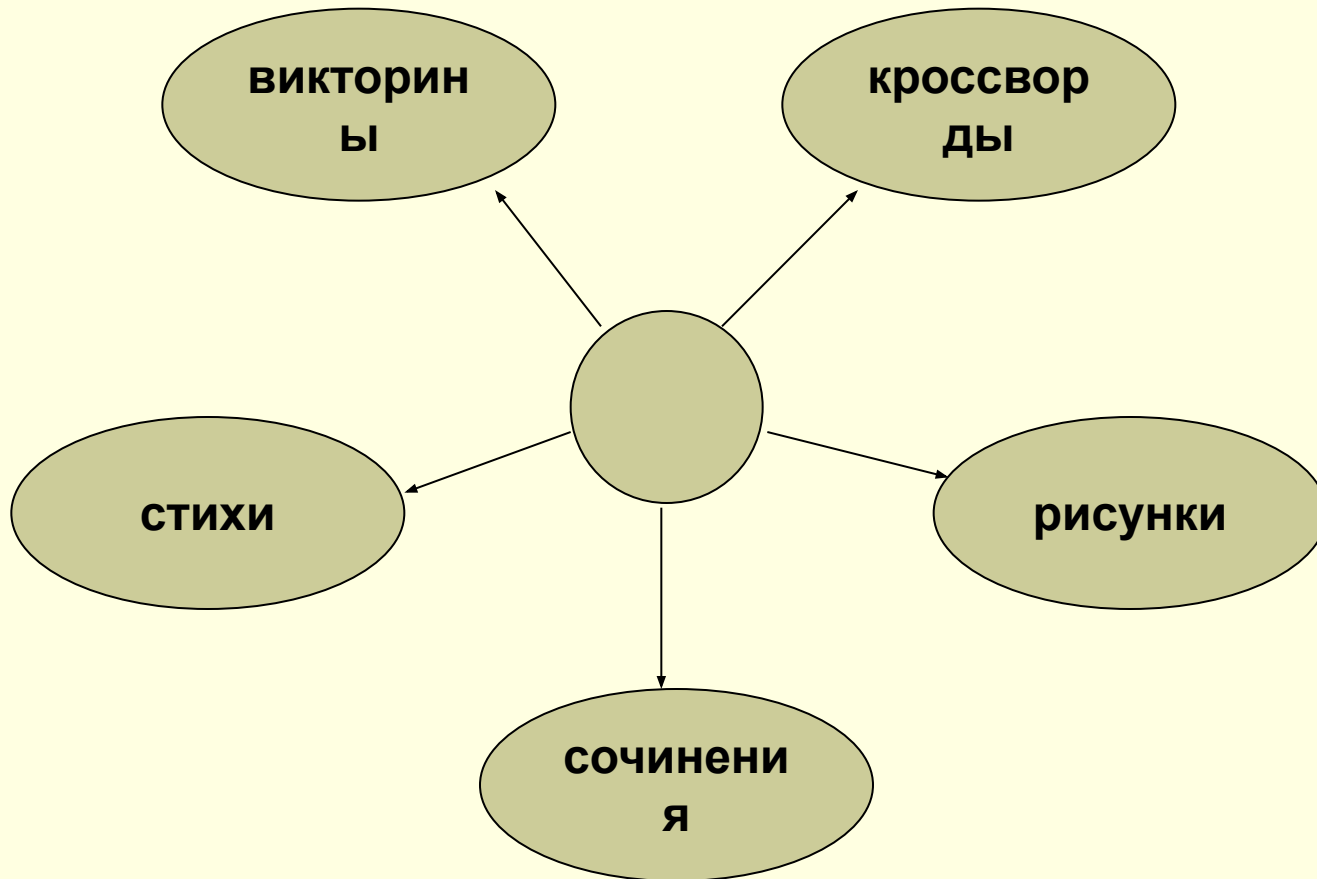 викторин
ы
кроссвор
ды
стихи
рисунки
сочинени
я